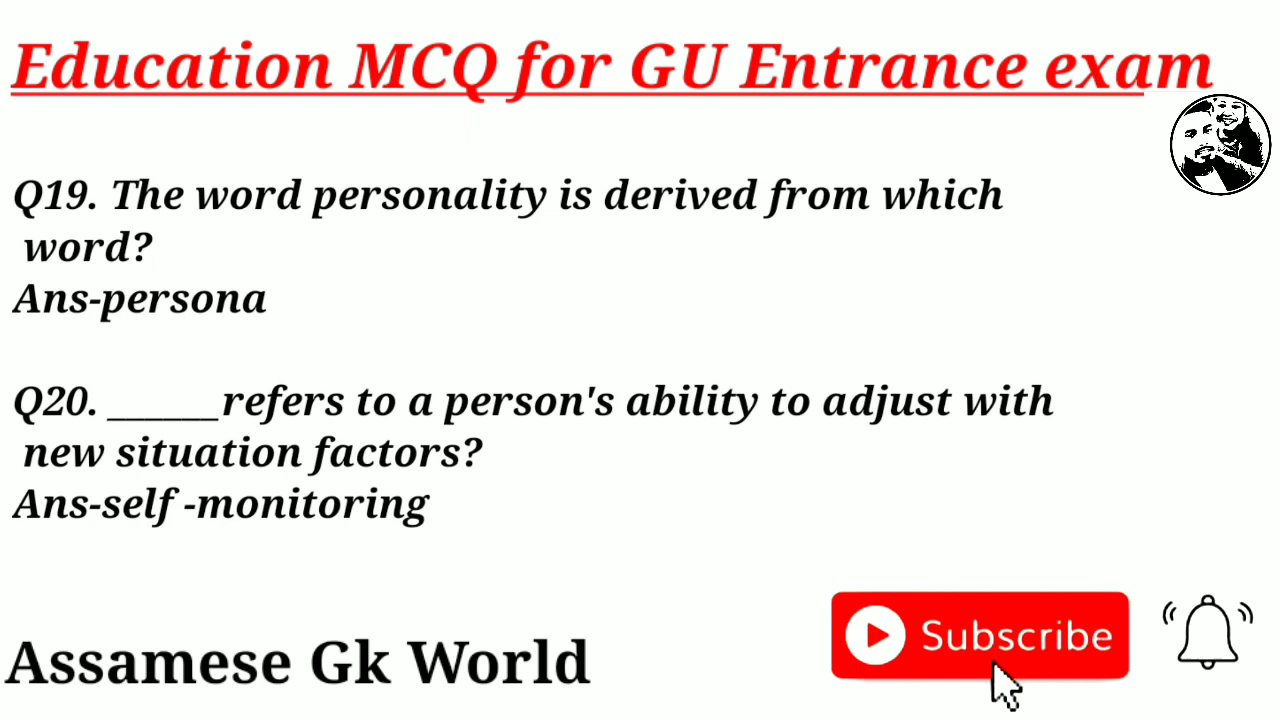 Education MCQ for GU Entrance exam
Q19. The word personality is derived from which
word?
Ans-persona
Q20. ______refers to a person's ability to adjust with
new situation factors?
Ans-self -monitoring
Subscribe
Assamese Gk World